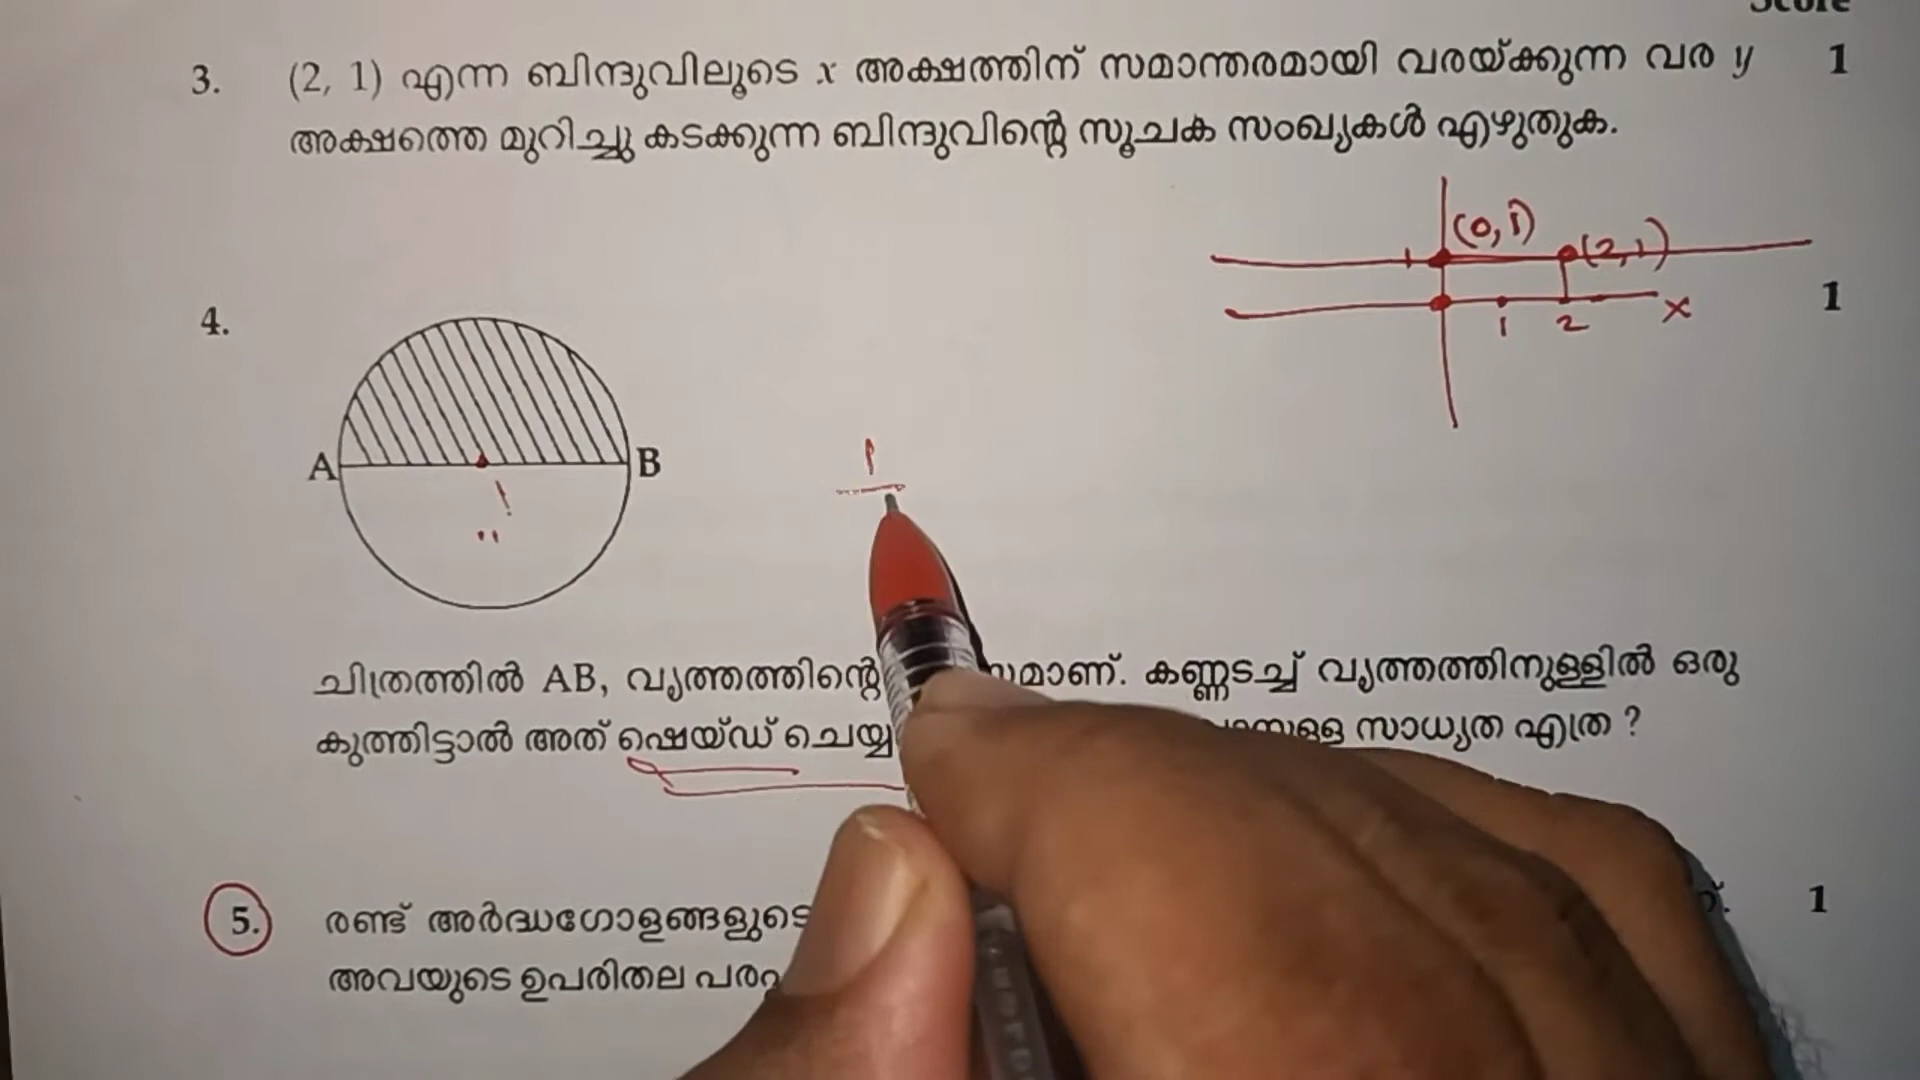 Score
3. (2, 1) എന്ന ബിന്ദുവിലൂടെ x അക്ഷത്തിന് സമാന്തരമായി വരയ്ക്കുന്ന വര y 1
അക്ഷത്തെ മുറിച്ചു കടക്കുന്ന ബിന്ദുവിന്റെ സൂചക സംഖ്യകൾ എഴുതുക.
(0, 1) (2, 1)
1 2 x
4. 1
A B
1
ചിത്രത്തിൽ AB, വൃത്തത്തിന്റെ കണ്ണടച്ച് വൃത്തത്തിനുള്ളിൽ ഒരു
കുത്തിട്ടാൽ അത് ഷെയ്ഡ് സാധ്യത എത്ര ?
5. രണ്ട് അർദ്ധഗോളങ്ങളുടെ 1
അവയുടെ ഉപരിതല